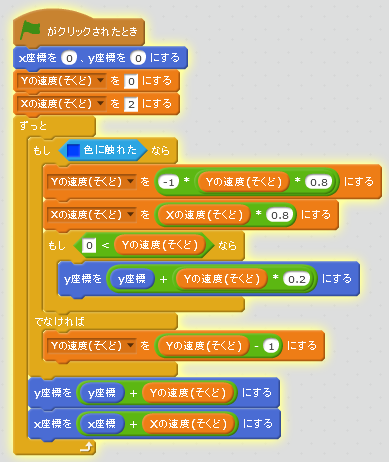 がクリックされたとき
x座標を 0 、y座標を 0 にする
Yの速度(そくど) を 0 にする
Xの速度(そくど) を 2 にする
ずっと
もし 色に触れた なら
Yの速度(そくど) を -1 * Yの速度(そくど) * 0.8 にする
Xの速度(そくど) を Xの速度(そくど) * 0.8 にする
もし 0 < Yの速度(そくど) なら
y座標を y座標 + Yの速度(そくど) * 0.2 にする
でなければ
Yの速度(そくど) を Yの速度(そくど) - 1 にする
y座標を y座標 + Yの速度(そくど) にする
x座標を x座標 + Xの速度(そくど) にする